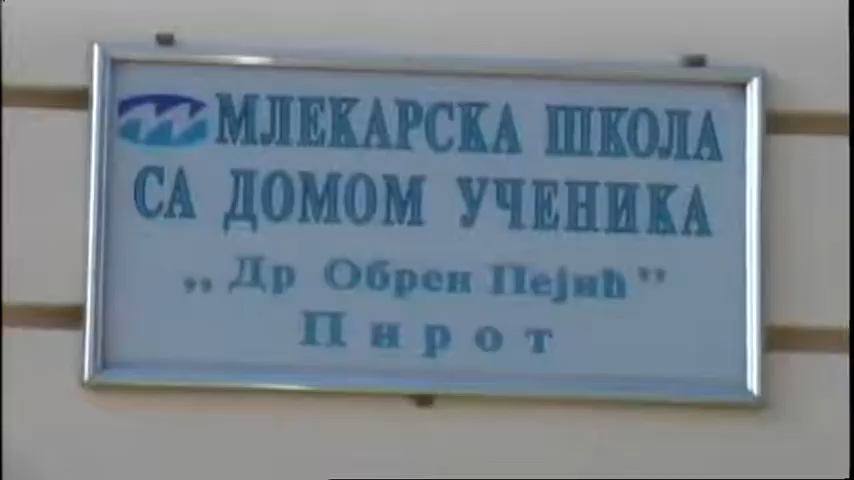 МЛЕКАРСКА ШКОЛА
СА ДОМОМ УЧЕНИКА
„Др Обрен Пејић”
Пирот